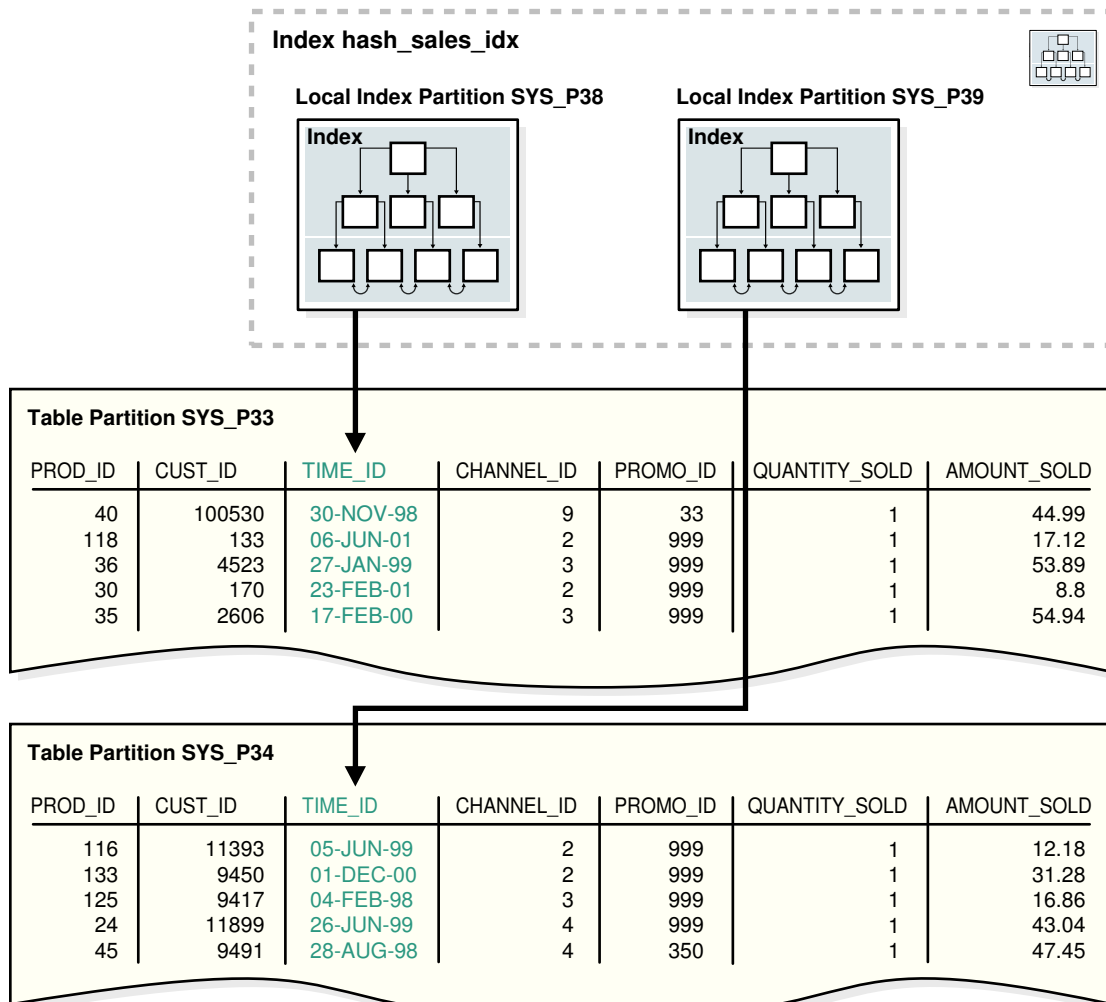 Index hash_sales_idx
Local Index Partition SYS_P38 Local Index Partition SYS_P39
Index Index
Table Partition SYS_P33
PROD_ID CUST_ID TIME_ID CHANNEL_ID PROMO_ID QUANTITY_SOLD AMOUNT_SOLD
40 100530 30-NOV-98 9 33 1 44.99
118 133 06-JUN-01 2 999 1 17.12
36 4523 27-JAN-99 3 999 1 53.89
30 170 23-FEB-01 2 999 1 8.8
35 2606 17-FEB-00 3 999 1 54.94
Table Partition SYS_P34
PROD_ID CUST_ID TIME_ID CHANNEL_ID PROMO_ID QUANTITY_SOLD AMOUNT_SOLD
116 11393 05-JUN-99 2 999 1 12.18
133 9450 01-DEC-00 2 999 1 31.28
125 9417 04-FEB-98 3 999 1 16.86
24 11899 26-JUN-99 4 999 1 43.04
45 9491 28-AUG-98 4 350 1 47.45